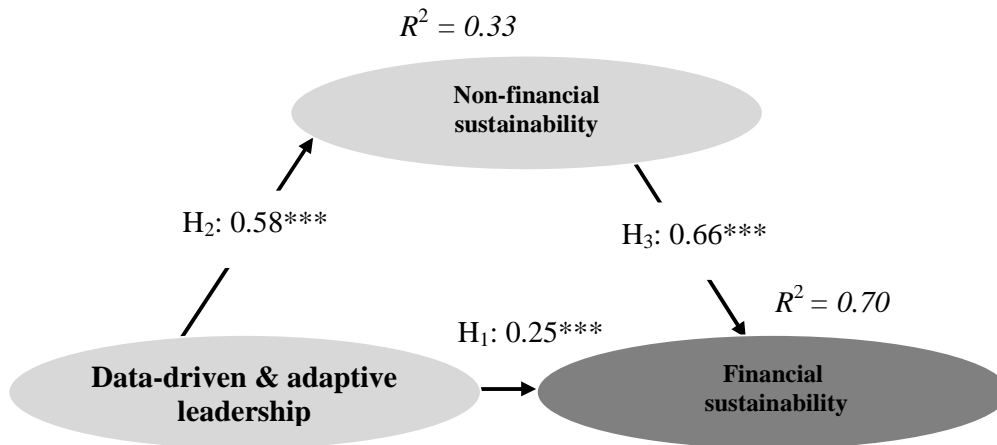 R² = 0.33
Non-financial
sustainability
H₂: 0.58***
H₃: 0.66***
R² = 0.70
H₁: 0.25***
Data-driven & adaptive
leadership
Financial
sustainability